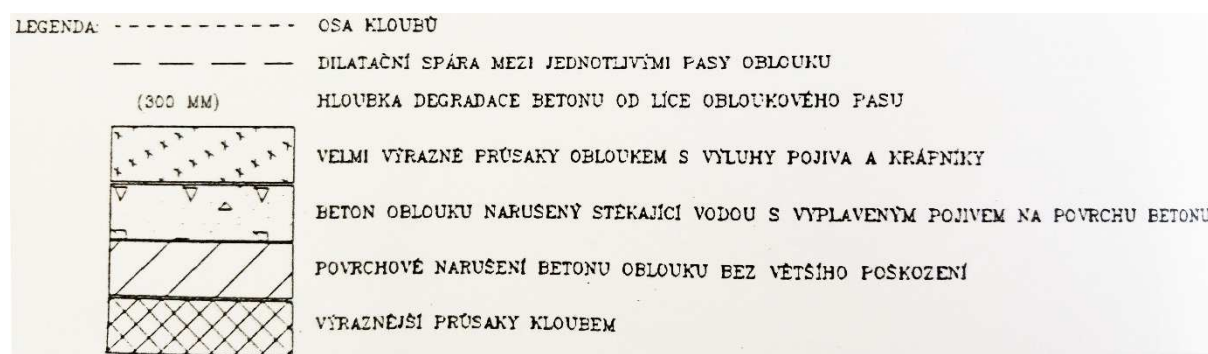 LEGENDA: OSA KLOUBŮ
DILATAČNÍ SPÁRA MEZI JEDNOTLIVÝMI PASY OBLOUKU
(300 MM) HLOUBKA DEGRADACE BETONU OD LÍCE OBLOUKOVÉHO PASU
VELMI VÝRAZNÉ PRŮSAKY OBLOUKEM S VÝLUHY POJIVA A KRÁPNÍKY
BETON OBLOUKU NARUŠENÝ STÉKAJÍCÍ VODOU S VYPLAVENÝM POJIVEM NA POVRCHU BETONU
POVRCHOVÉ NARUŠENÍ BETONU OBLOUKU BEZ VĚTŠÍHO POŠKOZENÍ
VÝRAZNĚJŠÍ PRŮSAKY KLOUBEM